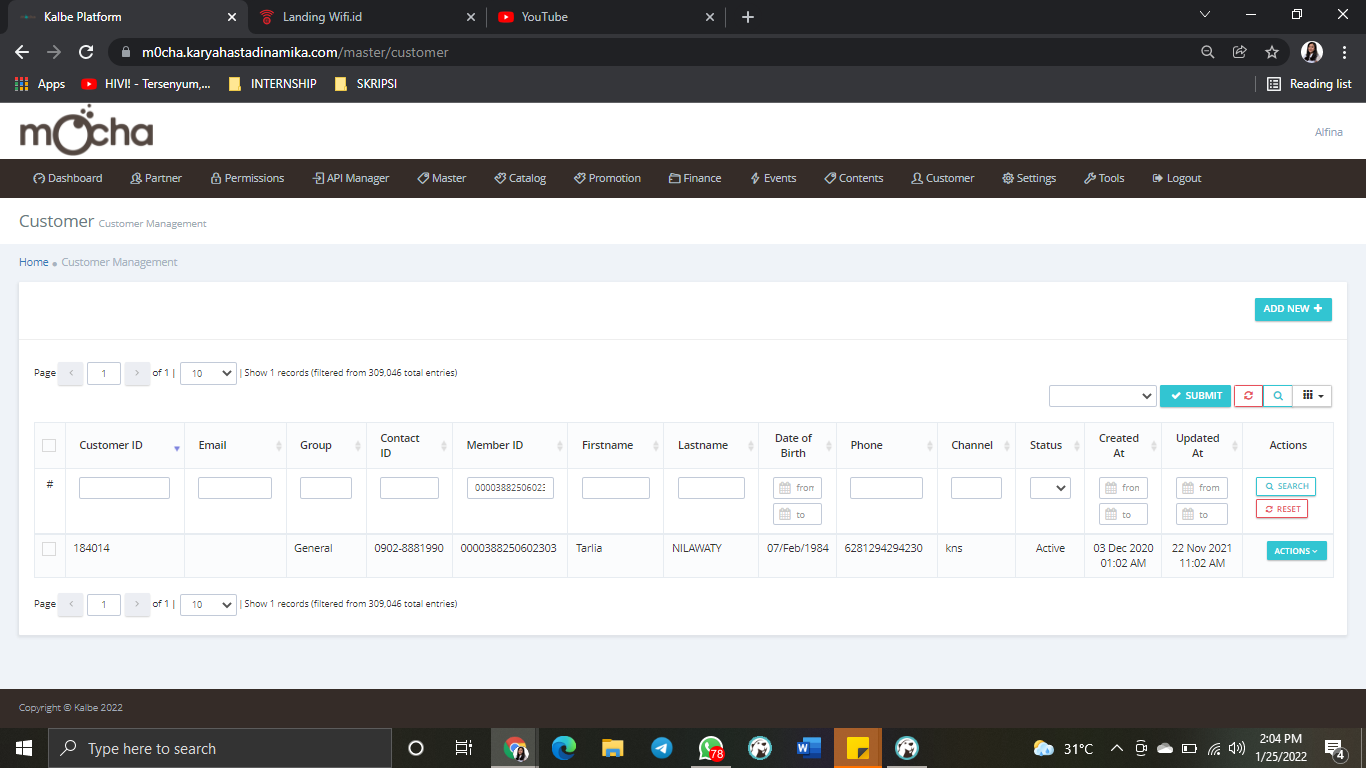 Kalbe Platform
Landing Wifi.id
YouTube
m0cha.karyahastadinamika.com/master/customer
Apps
HIVI! - Tersenyum,...
INTERNSHIP
SKRIPSI
Reading list
mOcha
Alfina
Dashboard Partner Permissions API Manager Master Catalog Promotion Finance Events Contents Customer Settings Tools Logout
Customer Customer Management
Home Customer Management
ADD NEW +
Page < 1 > of 1 | 10 | Show 1 records (filtered from 309,046 total entries)
SUBMIT
Customer ID Email Group Contact ID Member ID Firstname Lastname Date of Birth Phone Channel Status Created At Updated At Actions
# 0000388250602 from from from SEARCH
to to to RESET
184014 General 0902-8881990 0000388250602303 Tarlia NILAWATY 07/Feb/1984 6281294294230 kns Active 03 Dec 2020 01:02 AM 22 Nov 2021 11:02 AM ACTIONS
Page < 1 > of 1 | 10 | Show 1 records (filtered from 309,046 total entries)
Copyright © Kalbe 2022
Type here to search
78
31°C
2:04 PM
1/25/2022
4